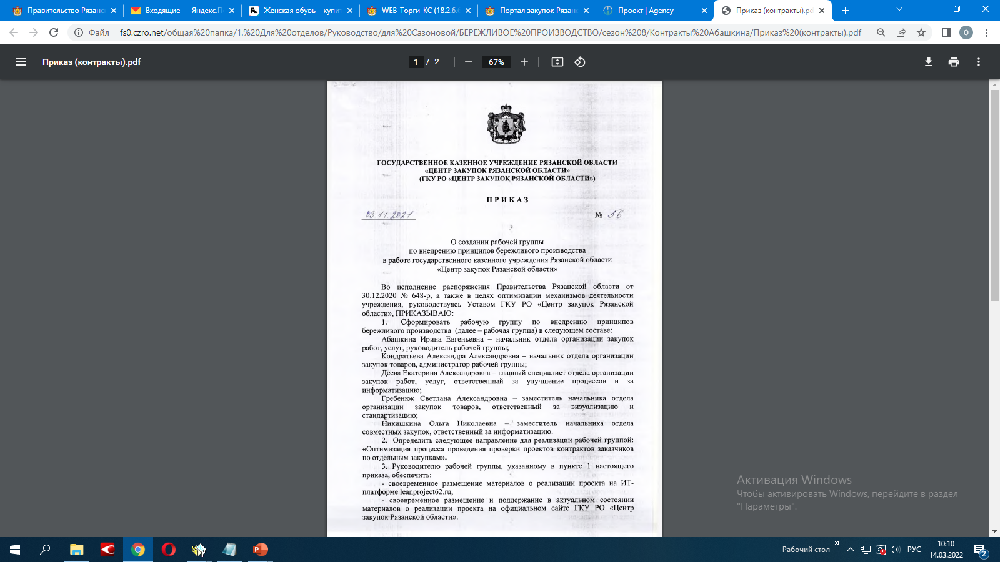 Правительство Рязанс
Входящие — Яндекс.П
Женская обувь – купит
WEB-Торги-КС (18.2.6.6
Портал закупок Рязанс
Проект | Agency
Приказ (контракты).pd
Файл | fs0.czro.net/общая%20папка/1.%20Для%20отделов/Руководство/для%20Сазоновой/БЕРЕЖЛИВОЕ%20ПРОИЗВОДСТВО/сезон%208/Контракты%20Абашкина/Приказ%20(контракты).pdf
О
Приказ (контракты).pdf
1 / 2
67%
ГОСУДАРСТВЕННОЕ КАЗЕННОЕ УЧРЕЖДЕНИЕ РЯЗАНСКОЙ ОБЛАСТИ
«ЦЕНТР ЗАКУПОК РЯЗАНСКОЙ ОБЛАСТИ»
(ГКУ РО «ЦЕНТР ЗАКУПОК РЯЗАНСКОЙ ОБЛАСТИ»)
П Р И К А З
03 11 2021 № 56
О создании рабочей группы
по внедрению принципов бережливого производства
в работе государственного казенного учреждения Рязанской области
«Центр закупок Рязанской области»
Во исполнение распоряжения Правительства Рязанской области от
30.12.2020 № 648-р, а также в целях оптимизации механизмов деятельности
учреждения, руководствуясь Уставом ГКУ РО «Центр закупок Рязанской
области», ПРИКАЗЫВАЮ:
1. Сформировать рабочую группу по внедрению принципов
бережливого производства (далее – рабочая группа) в следующем составе:
Абашкина Ирина Евгеньевна – начальник отдела организации закупок
работ, услуг, руководитель рабочей группы;
Кондратьева Александра Александровна – начальник отдела организации
закупок товаров, администратор рабочей группы;
Деева Екатерина Александровна – главный специалист отдела организации
закупок работ, услуг, ответственный за улучшение процессов и за
информатизацию;
Гребенюк Светлана Александровна – заместитель начальника отдела
организации закупок товаров, ответственный за визуализацию и
стандартизацию;
Никишкина Ольга Николаевна – заместитель начальника отдела
совместных закупок, ответственный за информатизацию.
2. Определить следующее направление для реализации рабочей группой:
«Оптимизация процесса проведения проверки проектов контрактов заказчиков
по отдельным закупкам».
3. Руководителю рабочей группы, указанному в пункте 1 настоящего
приказа, обеспечить:
- своевременное размещение материалов о реализации проекта на ИТ-
платформе leanproject62.ru;
- своевременное размещение и поддержание в актуальном состоянии
материалов о реализации проекта на официальном сайте ГКУ РО «Центр
закупок Рязанской области».
Активация Windows
Чтобы активировать Windows, перейдите в раздел
"Параметры".
Рабочий стол
РУС
10:10
14.03.2022
2